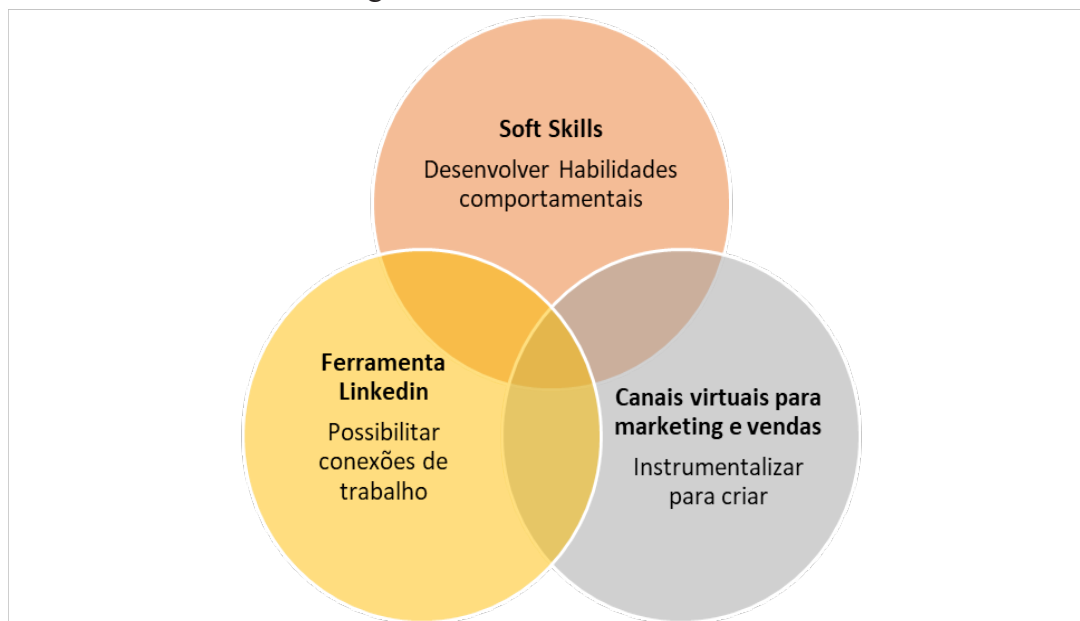 Soft Skills
Desenvolver Habilidades
comportamentais
Ferramenta
Linkedin
Possibilitar
conexões de
trabalho
Canais virtuais para
marketing e vendas
Instrumentalizar
para criar